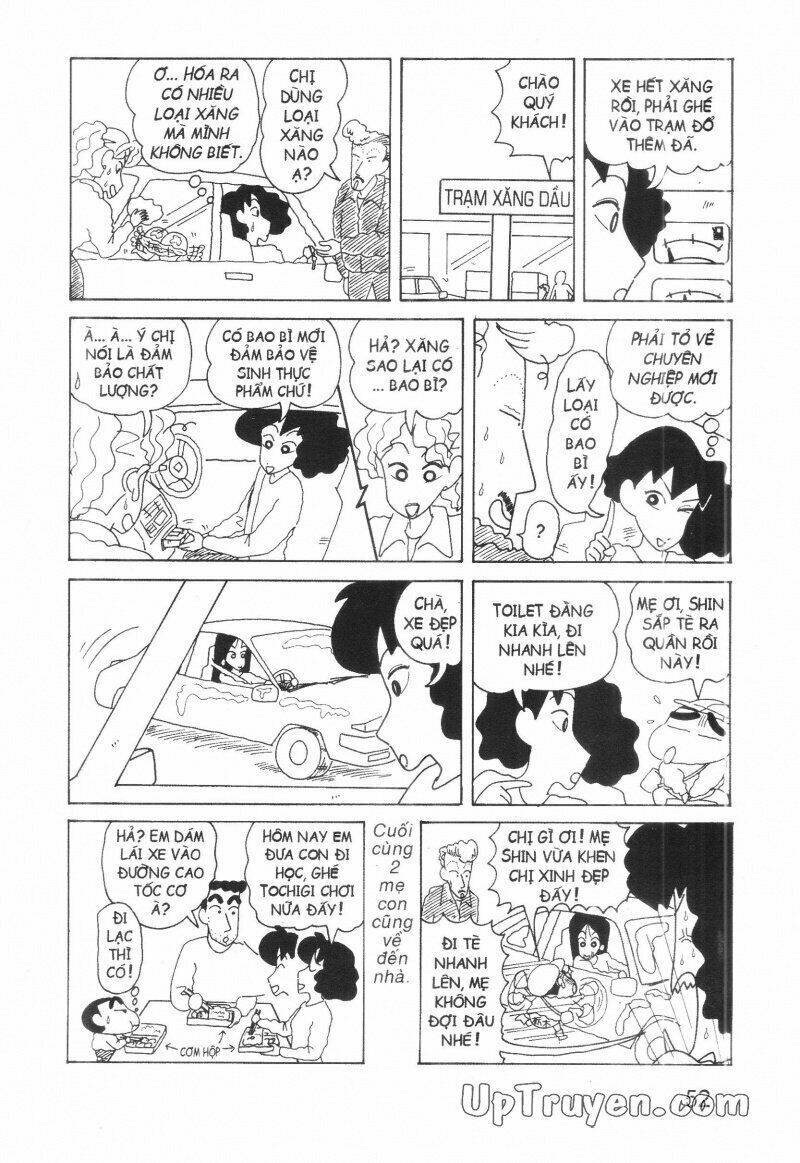 XE HẾT XĂNG
RỒI, PHẢI GHÉ
VÀO TRẠM ĐỔ
THÊM ĐÃ.
CHÀO
QUÝ
KHÁCH!
TRẠM XĂNG DẦU
CHỊ
DÙNG
LOẠI
XĂNG
NÀO
Ạ?
Ơ... HÓA RA
CÓ NHIỀU
LOẠI XĂNG
MÀ MÌNH
KHÔNG BIẾT.
PHẢI TỎ VẺ
CHUYÊN
NGHIỆP MỚI
ĐƯỢC.
LẤY
LOẠI
CÓ
BAO
BÌ
ẤY!
?
HẢ? XĂNG
SAO LẠI CÓ
... BAO BÌ?
CÓ BAO BÌ MỚI
ĐẢM BẢO VỆ
SINH THỰC
PHẨM CHỨ!
À... À... Ý CHỊ
NÓI LÀ ĐẢM
BẢO CHẤT
LƯỢNG?
MẸ ƠI, SHIN
SẮP TÈ RA
QUẦN RỒI
NÀY!
TOILET ĐẰNG
KIA KÌA, ĐI
NHANH LÊN
NHÉ!
CHÀ,
XE ĐẸP
QUÁ!
CHỊ GÌ ƠI! MẸ
SHIN VỪA KHEN
CHỊ XINH ĐẸP
ĐẤY!
ĐI TÈ
NHANH
LÊN, MẸ
KHÔNG
ĐỢI ĐÂU
NHÉ!
Cuối
cùng
2
mẹ
con
cũng
về
đến
nhà.
HÔM NAY EM
ĐƯA CON ĐI
HỌC, GHÉ
TOCHIGI CHƠI
NỮA ĐẤY!
HẢ? EM DÁM
LÁI XE VÀO
ĐƯỜNG CAO
TỐC CƠ
À?
ĐI
LẠC
THÌ
CÓ!
CƠM HỘP
52
UpTruyen.com